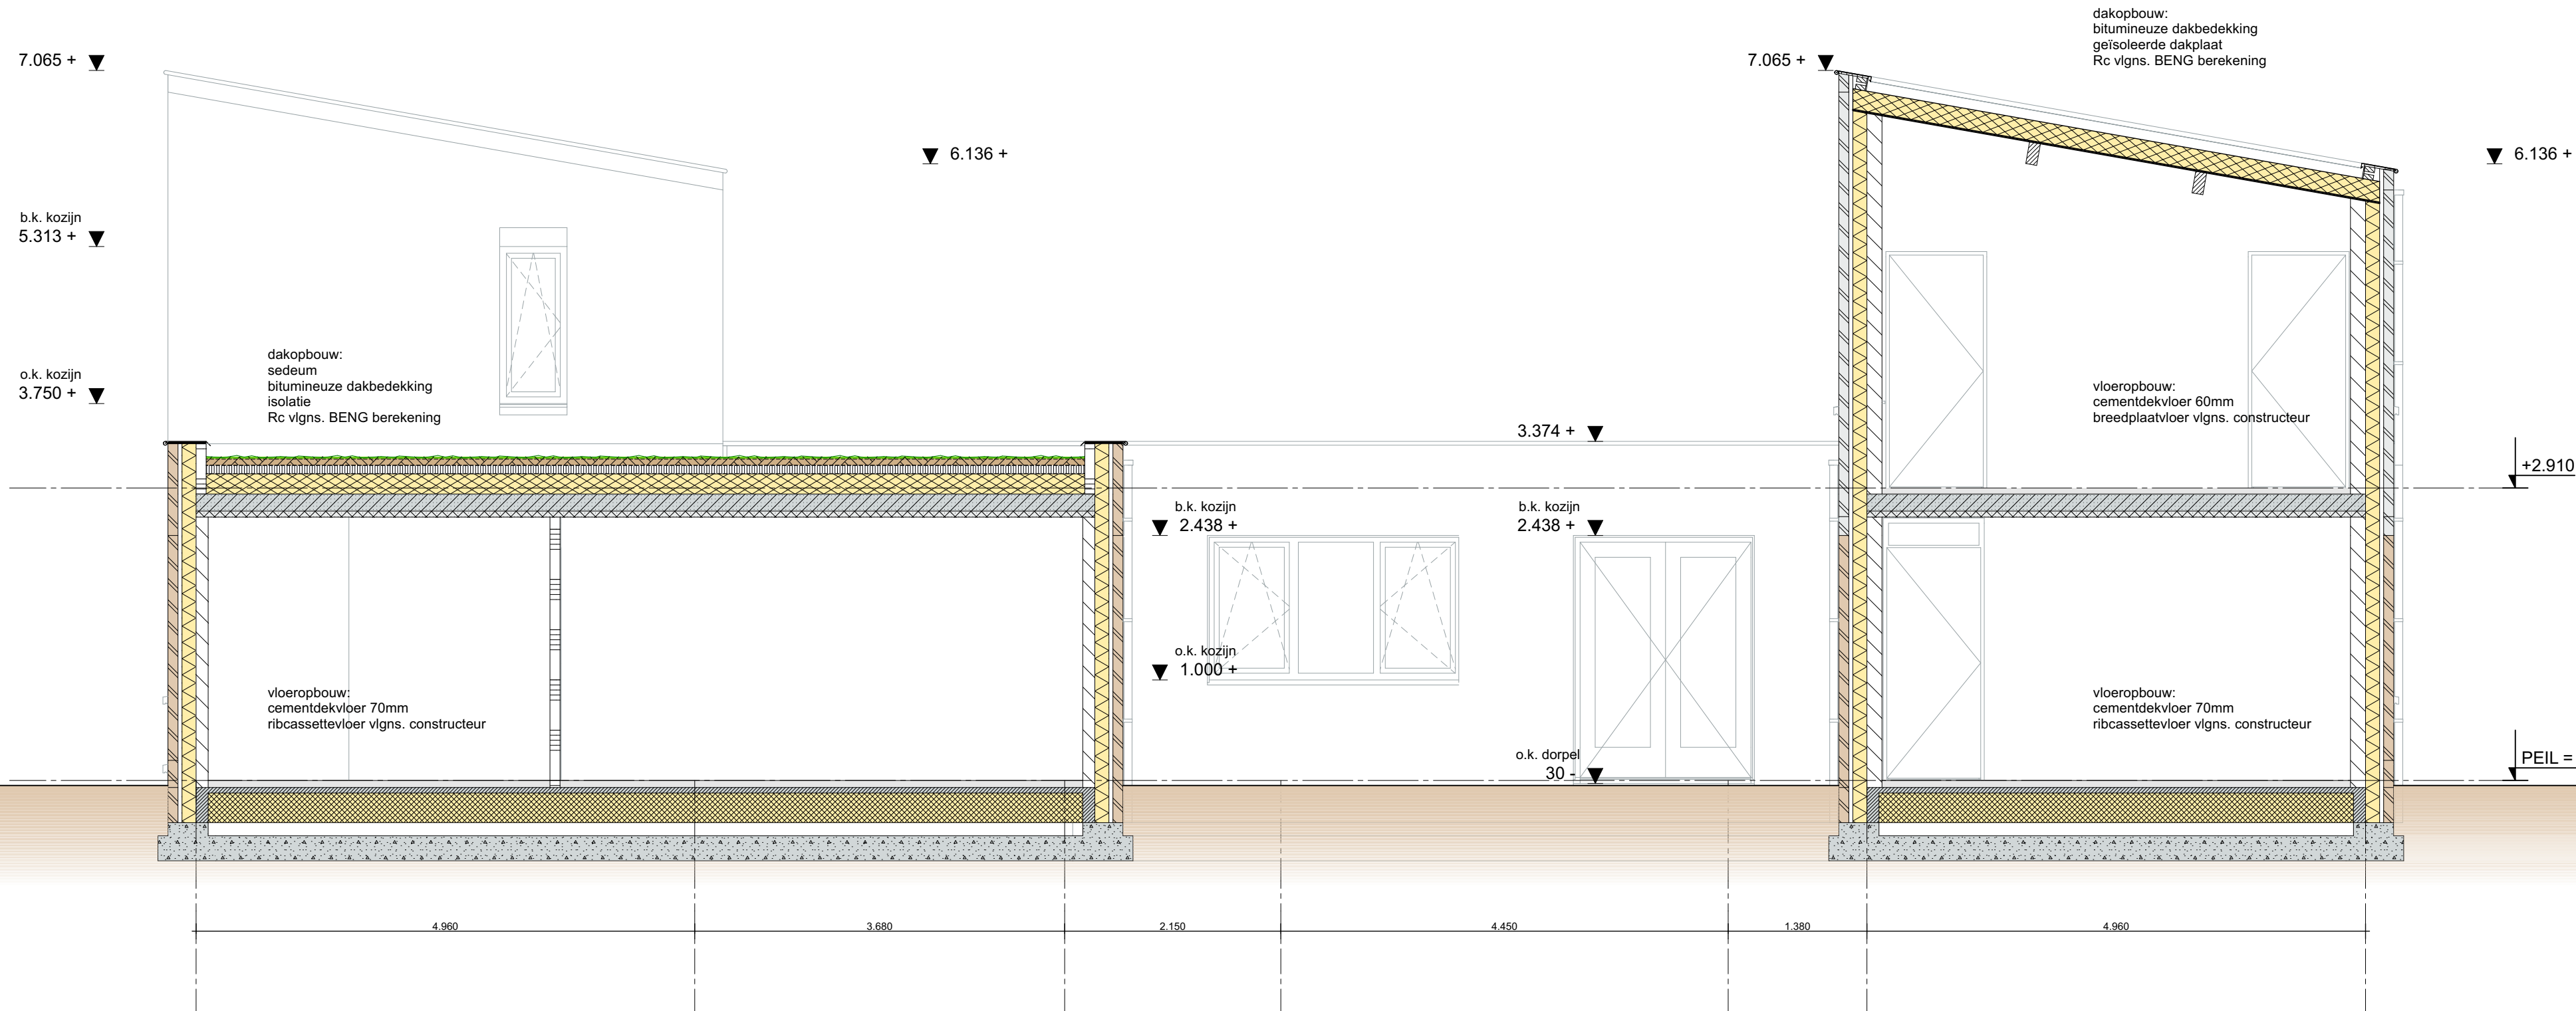 dakopbouw:
bitumineuze dakbedekking
geïsoleerde dakplaat
Rc vlgns. BENG berekening
7.065 +
7.065 +
6.136 +
6.136 +
b.k. kozijn
5.313 +
dakopbouw:
sedeum
bitumineuze dakbedekking
isolatie
Rc vlgns. BENG berekening
o.k. kozijn
3.750 +
vloeropbouw:
cementdekvloer 60mm
breedplaatvloer vlgns. constructeur
3.374 +
+2.910
b.k. kozijn
2.438 +
b.k. kozijn
2.438 +
o.k. kozijn
1.000 +
vloeropbouw:
cementdekvloer 70mm
ribcassettevloer vlgns. constructeur
vloeropbouw:
cementdekvloer 70mm
ribcassettevloer vlgns. constructeur
o.k. dorpel
30 -
PEIL =
4.960
3.680
2.150
4.450
1.380
4.960